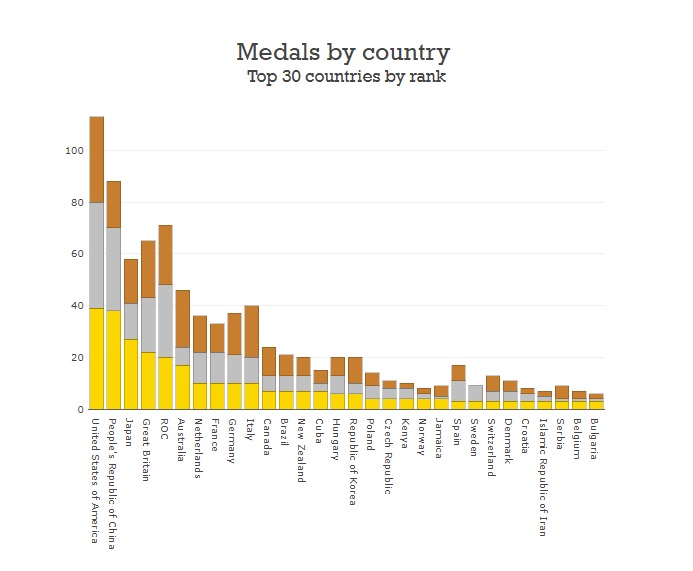 Medals by country
Top 30 countries by rank
100
80
60
40
20
0
United States of America
People's Republic of China
Japan
Great Britain
ROC
Australia
Netherlands
France
Germany
Italy
Canada
Brazil
New Zealand
Cuba
Hungary
Republic of Korea
Poland
Czech Republic
Kenya
Norway
Jamaica
Spain
Sweden
Switzerland
Denmark
Croatia
Islamic Republic of Iran
Serbia
Belgium
Bulgaria